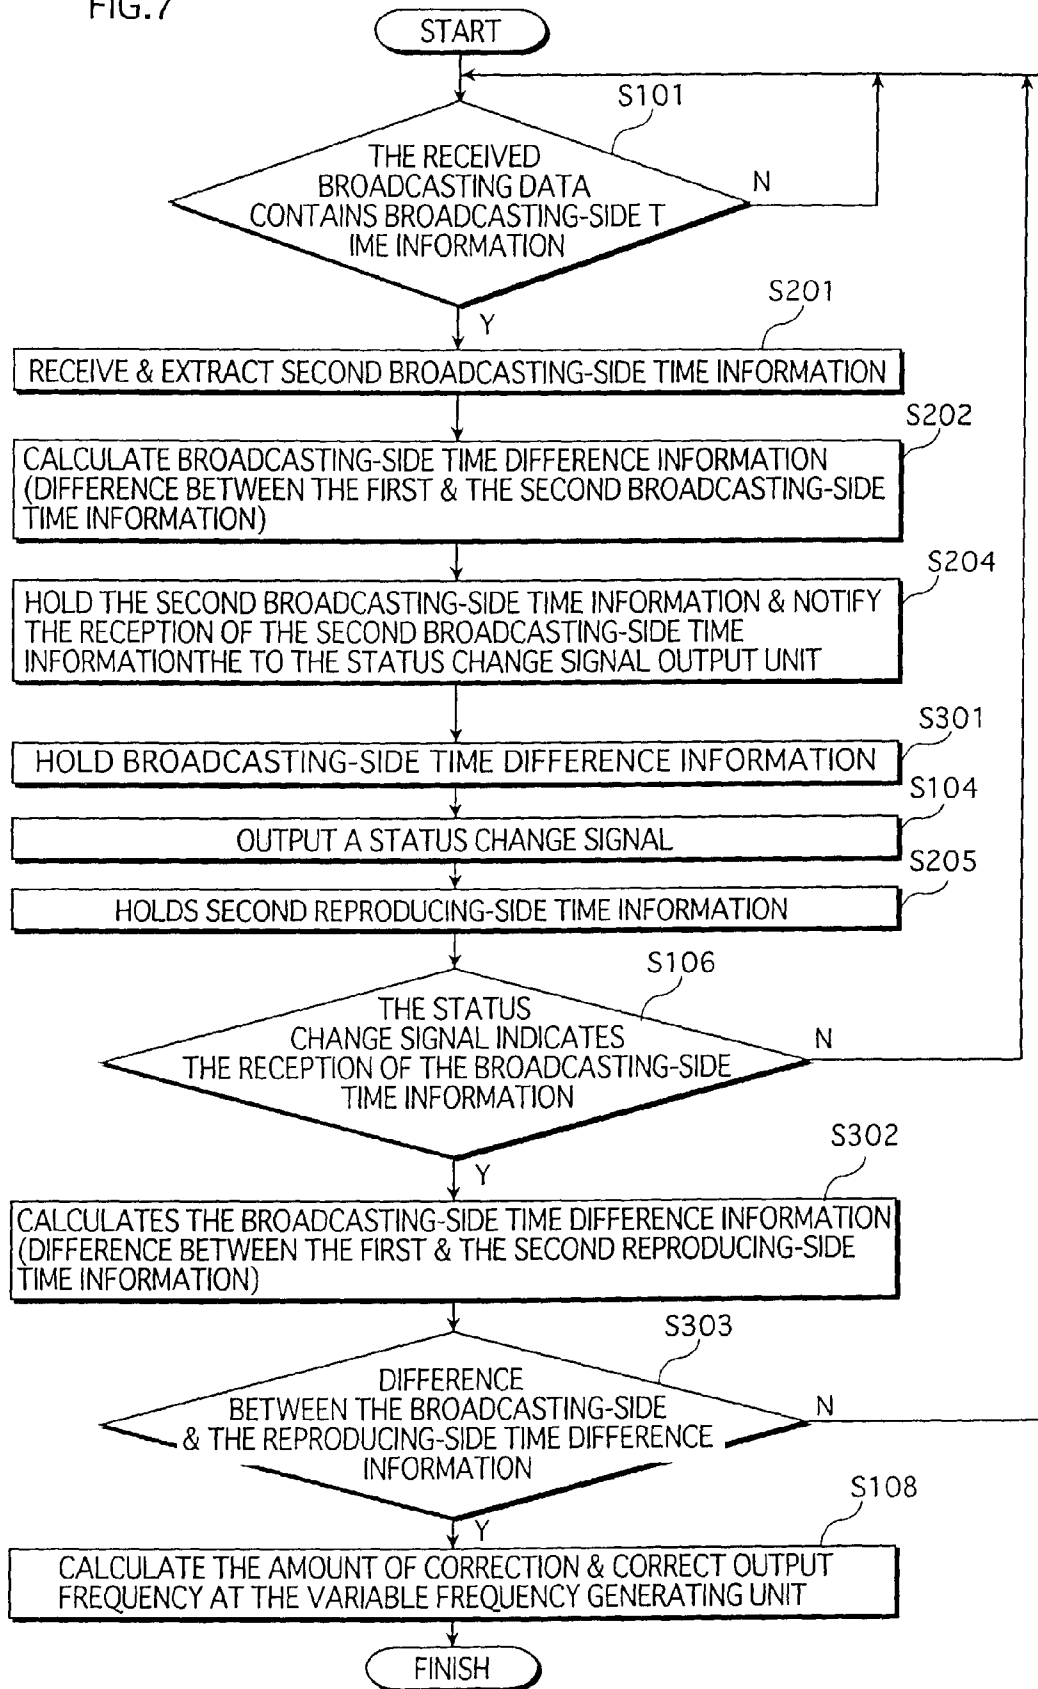 FIG.7
START
S101
THE RECEIVED
BROADCASTING DATA
CONTAINS BROADCASTING-SIDE T
IME INFORMATION
N
Y
S201
RECEIVE & EXTRACT SECOND BROADCASTING-SIDE TIME INFORMATION
S202
CALCULATE BROADCASTING-SIDE TIME DIFFERENCE INFORMATION
(DIFFERENCE BETWEEN THE FIRST & THE SECOND BROADCASTING-SIDE
TIME INFORMATION)
S204
HOLD THE SECOND BROADCASTING-SIDE TIME INFORMATION & NOTIFY
THE RECEPTION OF THE SECOND BROADCASTING-SIDE TIME
INFORMATIONTHE TO THE STATUS CHANGE SIGNAL OUTPUT UNIT
S301
HOLD BROADCASTING-SIDE TIME DIFFERENCE INFORMATION
S104
OUTPUT A STATUS CHANGE SIGNAL
S205
HOLDS SECOND REPRODUCING-SIDE TIME INFORMATION
S106
THE STATUS
CHANGE SIGNAL INDICATES
THE RECEPTION OF THE BROADCASTING-SIDE
TIME INFORMATION
N
Y
S302
CALCULATES THE BROADCASTING-SIDE TIME DIFFERENCE INFORMATION
(DIFFERENCE BETWEEN THE FIRST & THE SECOND REPRODUCING-SIDE
TIME INFORMATION)
S303
DIFFERENCE
BETWEEN THE BROADCASTING-SIDE
& THE REPRODUCING-SIDE TIME DIFFERENCE
INFORMATION
N
Y
S108
CALCULATE THE AMOUNT OF CORRECTION & CORRECT OUTPUT
FREQUENCY AT THE VARIABLE FREQUENCY GENERATING UNIT
FINISH